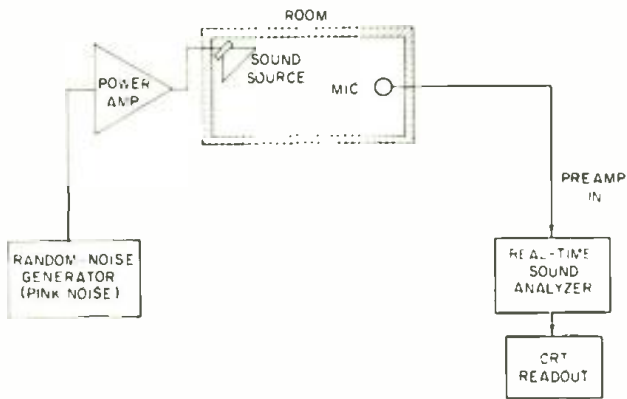 ROOM
POWER
AMP
SOUND
SOURCE
MIC
PREAMP
IN
RANDOM-NOISE
GENERATOR
(PINK NOISE)
REAL-TIME
SOUND
ANALYZER
CRT
READOUT